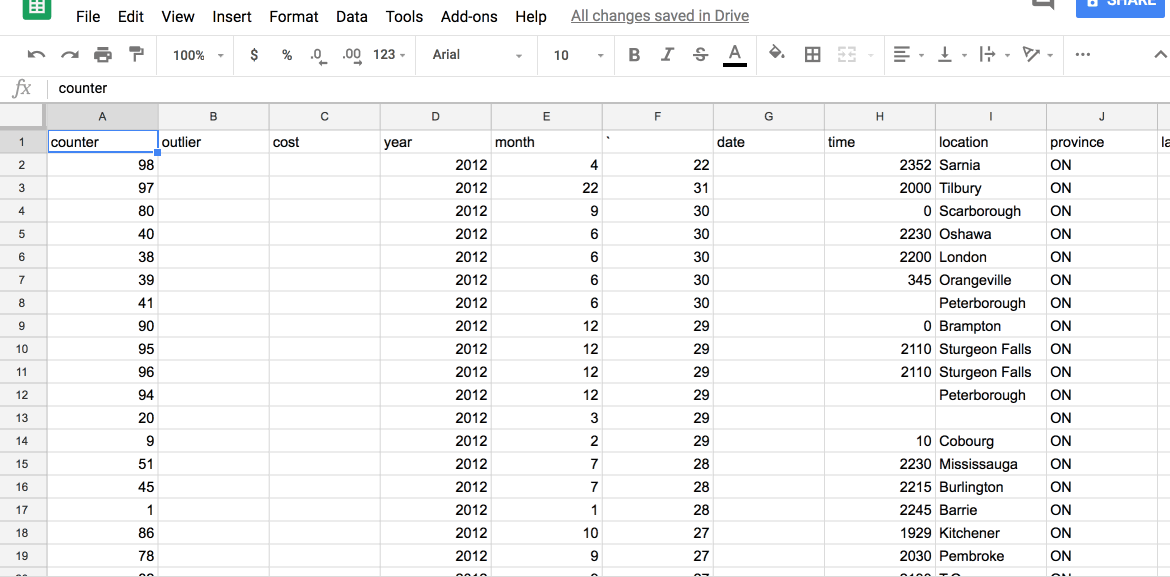 File Edit View Insert Format Data Tools Add-ons Help All changes saved in Drive SHARE
100% $ % .0 .00 123 Arial 10 B I S A
fx counter
A B C D E F G H I J
1 counter outlier cost year month ` date time location province
2 98 2012 4 22 2352 Sarnia ON
3 97 2012 22 31 2000 Tilbury ON
4 80 2012 9 30 0 Scarborough ON
5 40 2012 6 30 2230 Oshawa ON
6 38 2012 6 30 2200 London ON
7 39 2012 6 30 345 Orangeville ON
8 41 2012 6 30 Peterborough ON
9 90 2012 12 29 0 Brampton ON
10 95 2012 12 29 2110 Sturgeon Falls ON
11 96 2012 12 29 2110 Sturgeon Falls ON
12 94 2012 12 29 Peterborough ON
13 20 2012 3 29 ON
14 9 2012 2 29 10 Cobourg ON
15 51 2012 7 28 2230 Mississauga ON
16 45 2012 7 28 2215 Burlington ON
17 1 2012 1 28 2245 Barrie ON
18 86 2012 10 27 1929 Kitchener ON
19 78 2012 9 27 2030 Pembroke ON